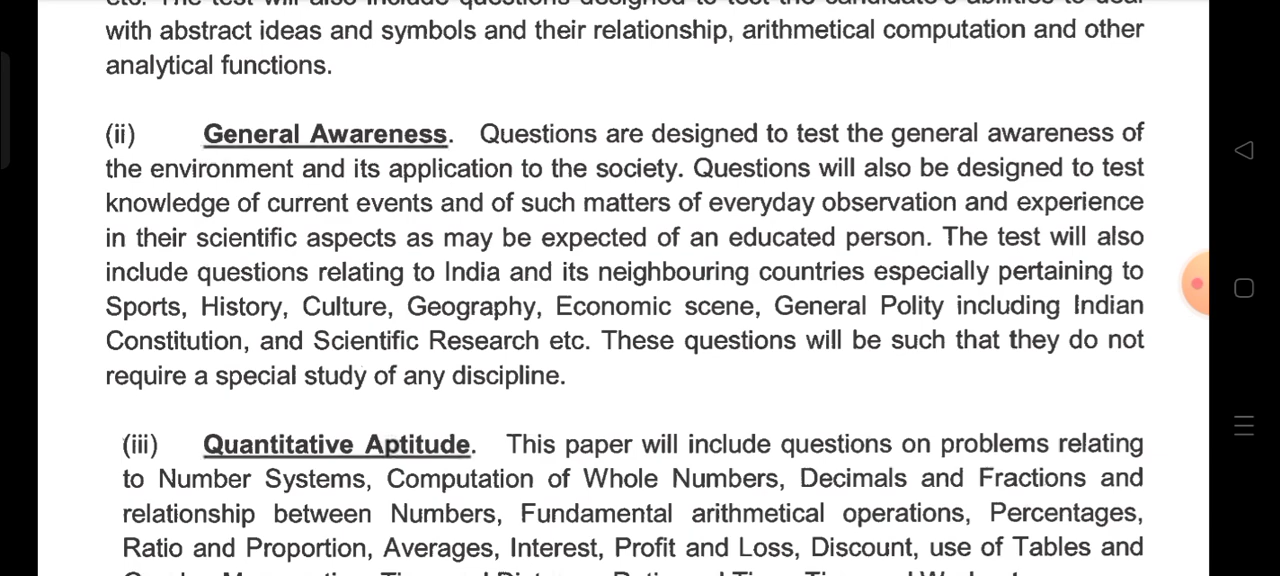 with abstract ideas and symbols and their relationship, arithmetical computation and other
analytical functions.
(ii) General Awareness. Questions are designed to test the general awareness of
the environment and its application to the society. Questions will also be designed to test
knowledge of current events and of such matters of everyday observation and experience
in their scientific aspects as may be expected of an educated person. The test will also
include questions relating to India and its neighbouring countries especially pertaining to
Sports, History, Culture, Geography, Economic scene, General Polity including Indian
Constitution, and Scientific Research etc. These questions will be such that they do not
require a special study of any discipline.
(iii) Quantitative Aptitude. This paper will include questions on problems relating
to Number Systems, Computation of Whole Numbers, Decimals and Fractions and
relationship between Numbers, Fundamental arithmetical operations, Percentages,
Ratio and Proportion, Averages, Interest, Profit and Loss, Discount, use of Tables and